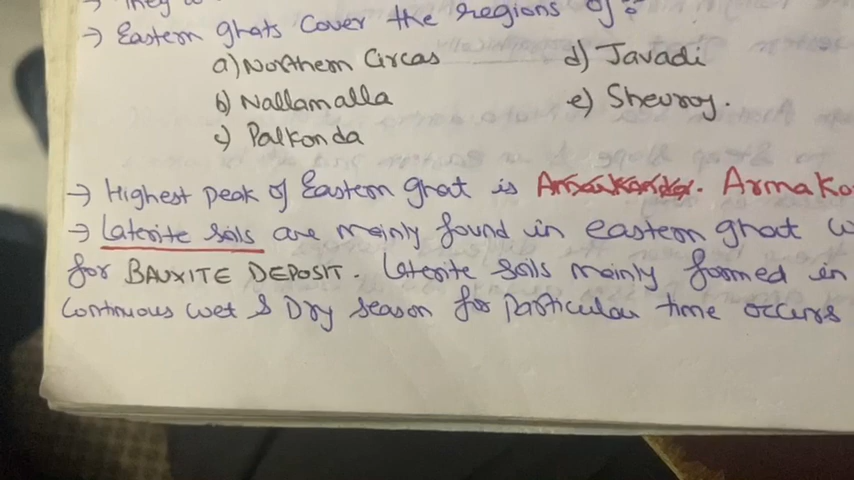 → They
→ Eastern ghats cover the regions of:
a) Northern Circas d) Javadi
b) Nallamalla e) Shevroy.
c) Palkonda
→ Highest peak of Eastern ghat is Armakonda. ArmaKo
→ Laterite Soils are mainly found in eastern ghat w
for BAUXITE DEPOSIT. Laterite Soils mainly formed in
Continuous wet & Dry season for Particular time occurs